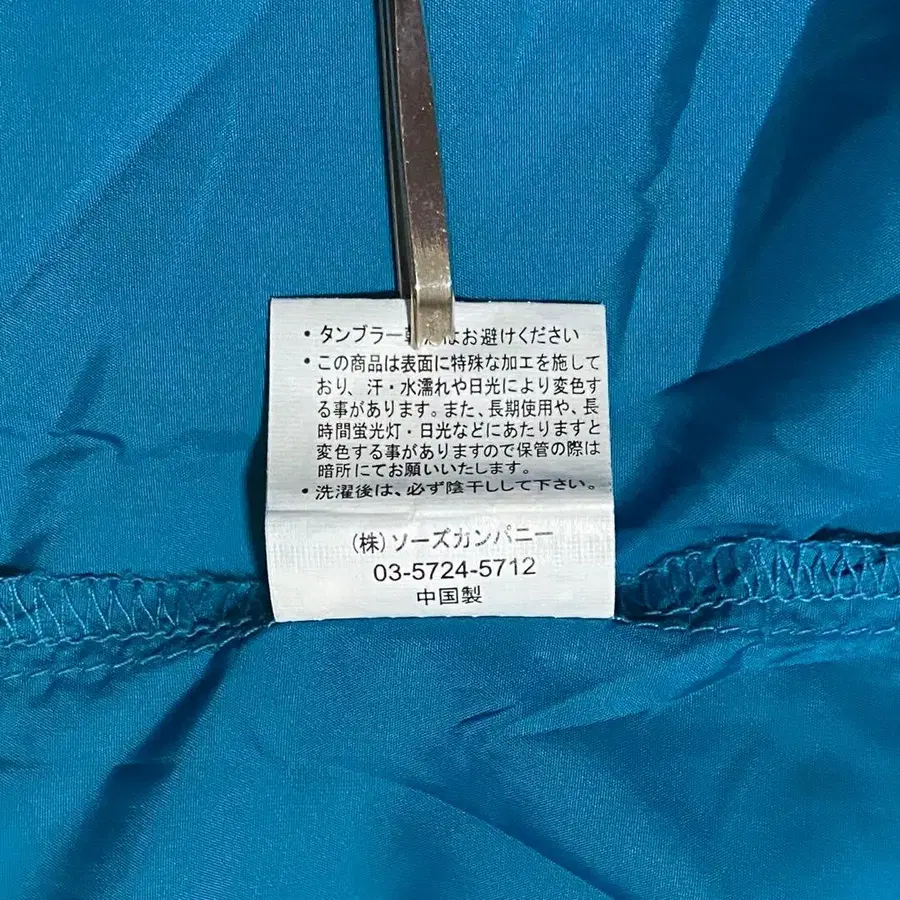 ・タンブラー乾燥はお避けください
・この商品は表面に特殊な加工を施して
おり、汗・水濡れや日光により変色す
る事があります。また、長期使用や、長
時間蛍光灯・日光などにあたりますと
変色する事がありますので保管の際は
暗所にてお願いいたします。
・洗濯後は、必ず陰干しして下さい。
(株)ソーズカンパニー
03-5724-5712
中国製